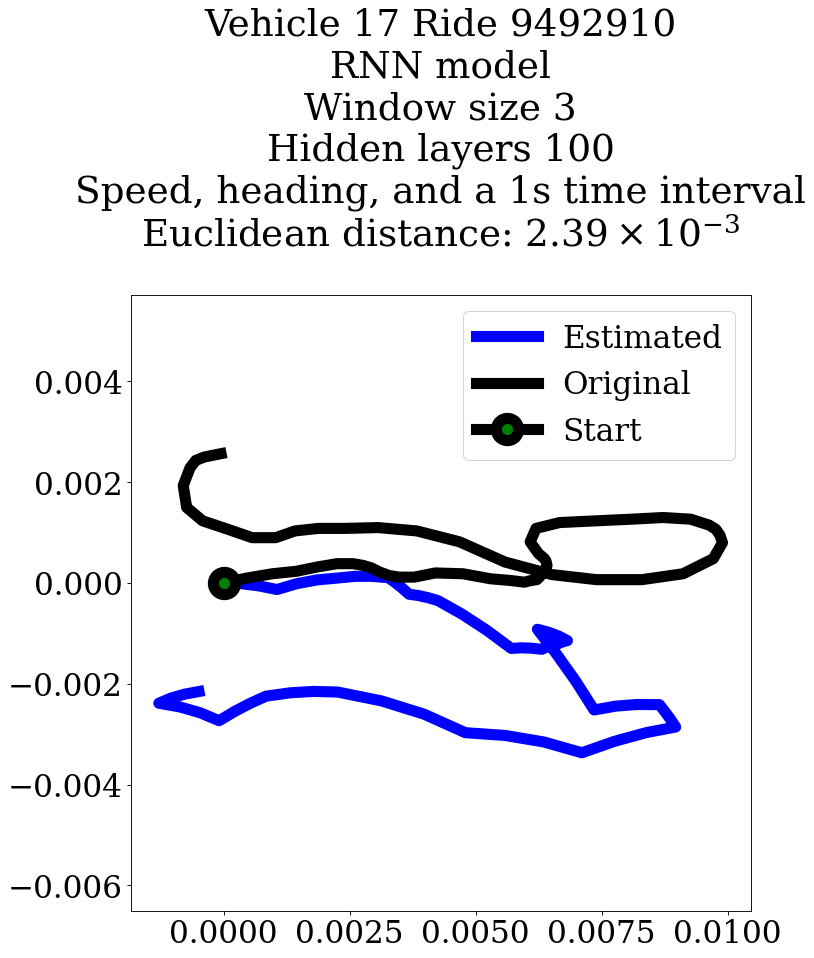 Vehicle 17 Ride 9492910
RNN model
Window size 3
Hidden layers 100
Speed, heading, and a 1s time interval
Euclidean distance: 2.39 × 10⁻³
Estimated
Original
Start
0.004
0.002
0.000
−0.002
−0.004
−0.006
0.0000 0.0025 0.0050 0.0075 0.0100